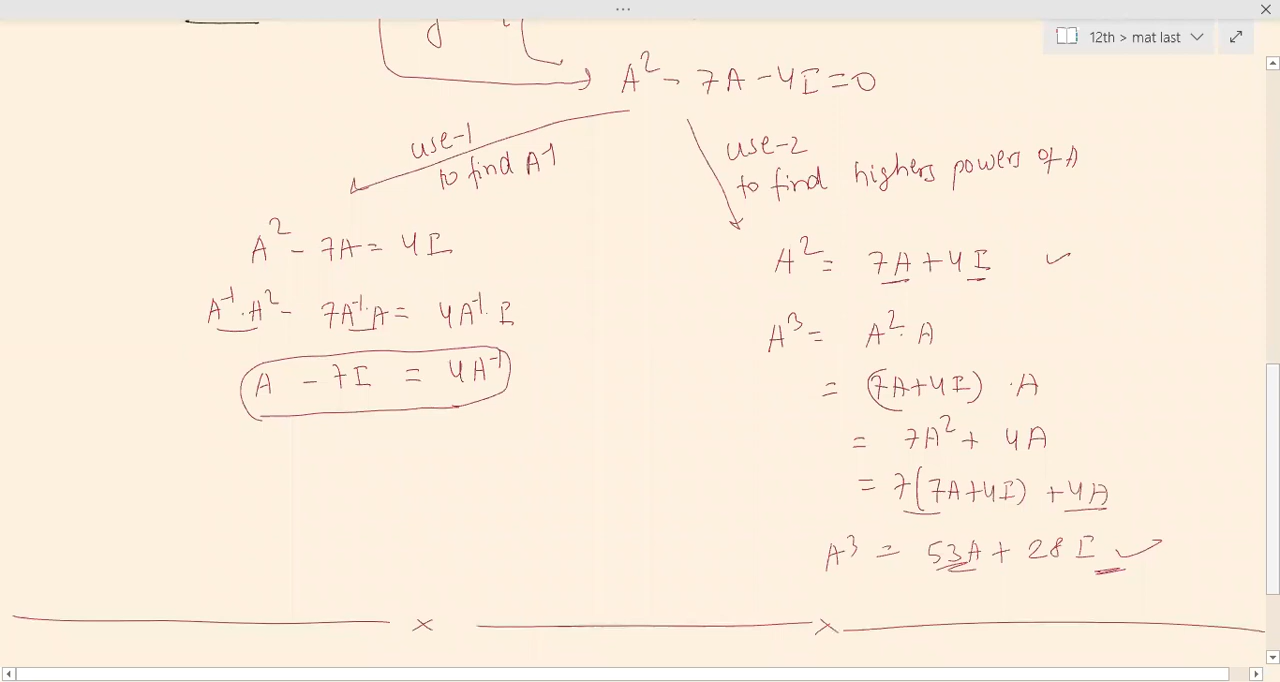 12th > mat last
A² - 7A - 4I = 0
use-1
to find A-1
A² - 7A = 4I
A⁻¹.A² - 7A⁻¹.A = 4A⁻¹.I
A - 7I = 4A⁻¹
use-2
to find highers powers of A
A² = 7A + 4I ✓
A³ = A².A
= (7A+4I) .A
= 7A² + 4A
= 7(7A+4I) + 4A
A³ = 53A + 28I ✓
x x